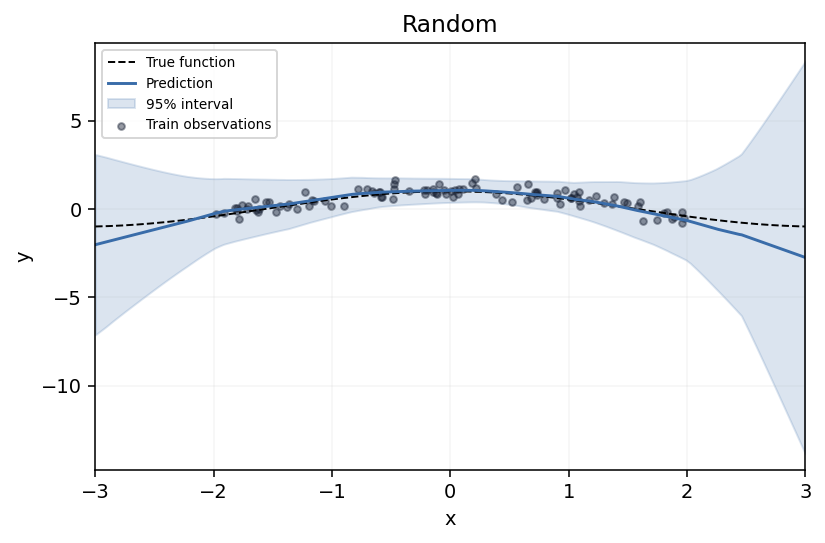 Random
True function
Prediction
95% interval
Train observations
5
0
−5
−10
y
−3
−2
−1
0
1
2
3
x